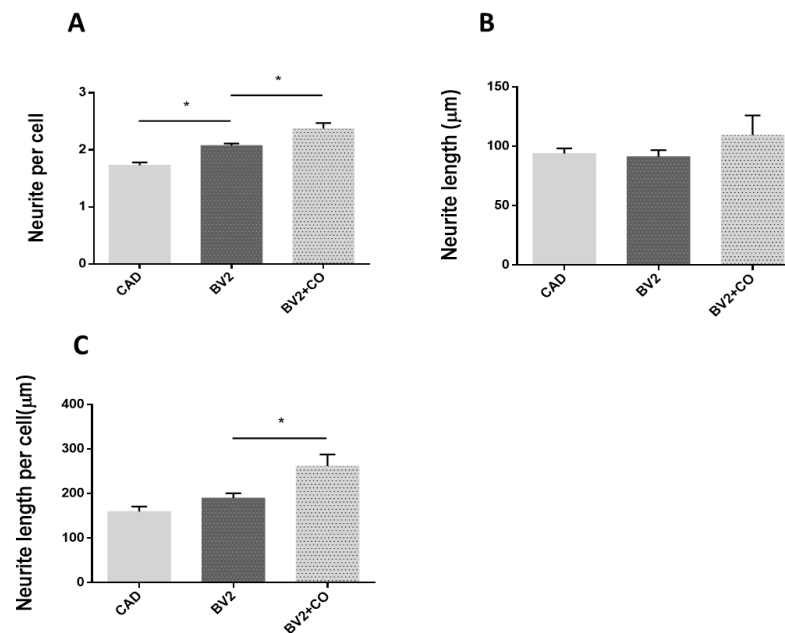 A
Neurite per cell
3
2
1
0
*
*
CAD
BV2
BV2+CO
B
Neurite length (μm)
150
100
50
0
CAD
BV2
BV2+CO
C
Neurite length per cell(μm)
400
300
200
100
0
*
CAD
BV2
BV2+CO